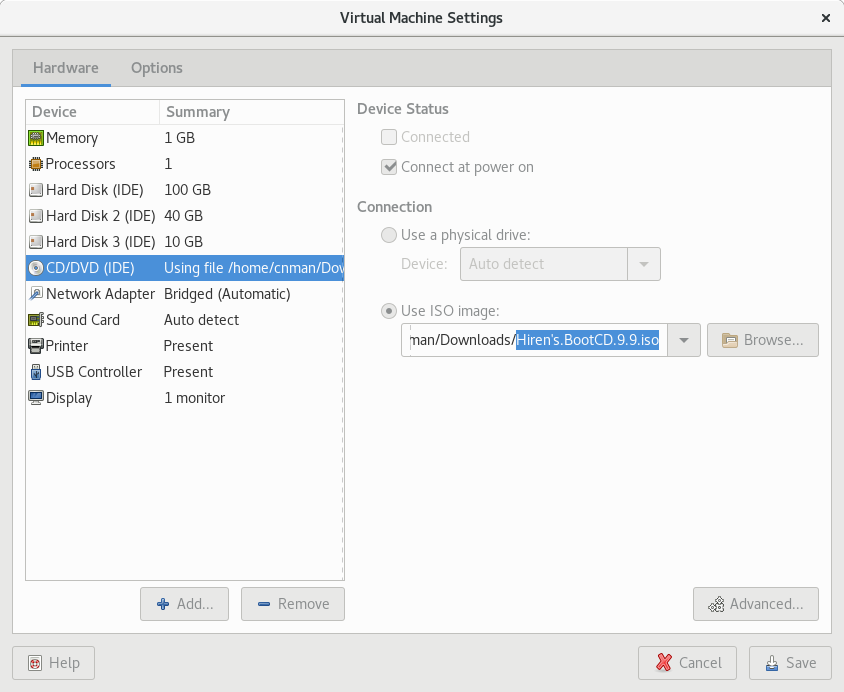 Virtual Machine Settings
Hardware Options
Device Summary
Memory 1 GB
Processors 1
Hard Disk (IDE) 100 GB
Hard Disk 2 (IDE) 40 GB
Hard Disk 3 (IDE) 10 GB
CD/DVD (IDE) Using file /home/cnman/Dow
Network Adapter Bridged (Automatic)
Sound Card Auto detect
Printer Present
USB Controller Present
Display 1 monitor
Add... Remove
Device Status
Connected
Connect at power on
Connection
Use a physical drive:
Device: Auto detect
Use ISO image:
man/Downloads/Hiren's.BootCD.9.9.iso Browse...
Advanced...
Help Cancel Save